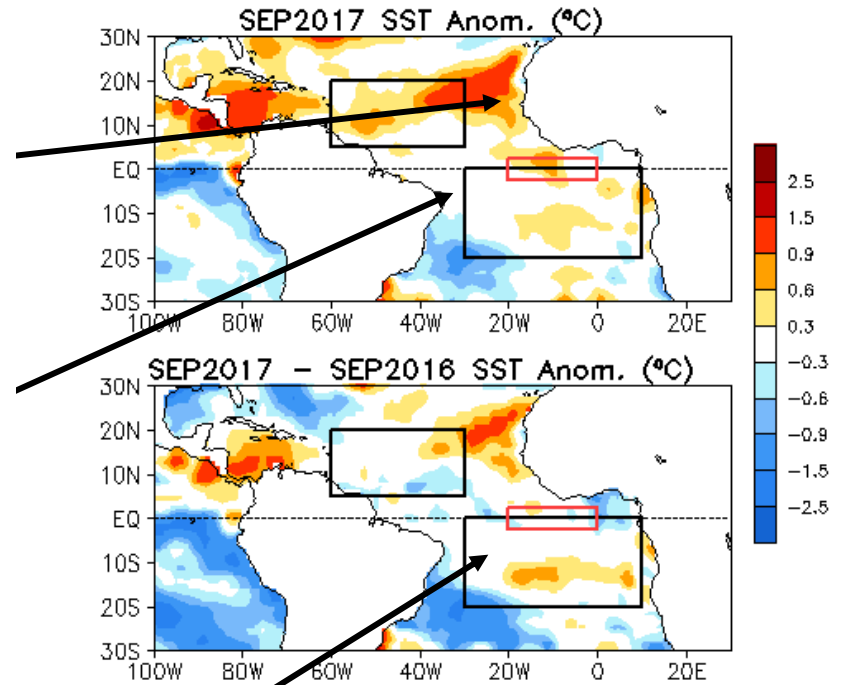 SEP2017 SST Anom. (ºC)
30N
20N
10N
EQ
10S
20S
30S
100W 80W 60W 40W 20W 0 20E
2.5
1.5
0.9
0.6
0.3
-0.3
-0.6
-0.9
-1.5
-2.5
SEP2017 - SEP2016 SST Anom. (ºC)
30N
20N
10N
EQ
10S
20S
30S
100W 80W 60W 40W 20W 0 20E